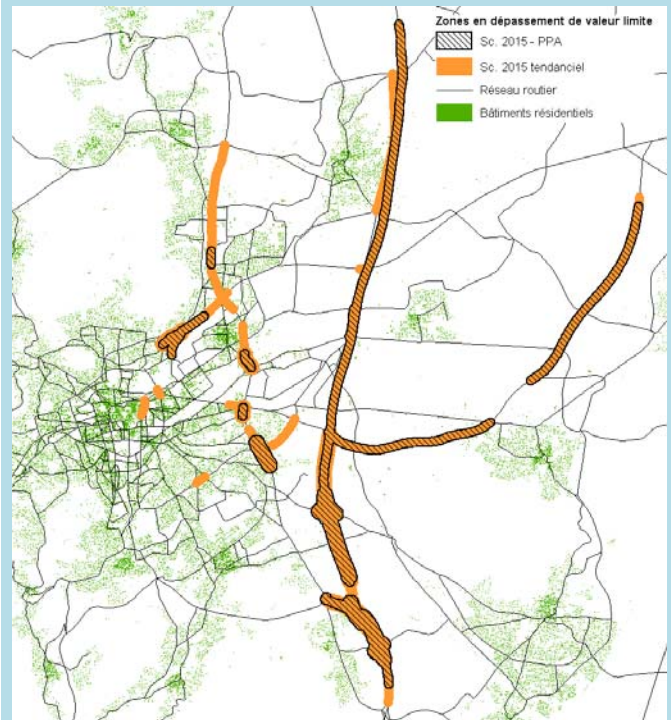 Zones en dépassement de valeur limite
Sc. 2015 - PPA
Sc. 2015 tendanciel
Réseau routier
Bâtiments résidentiels